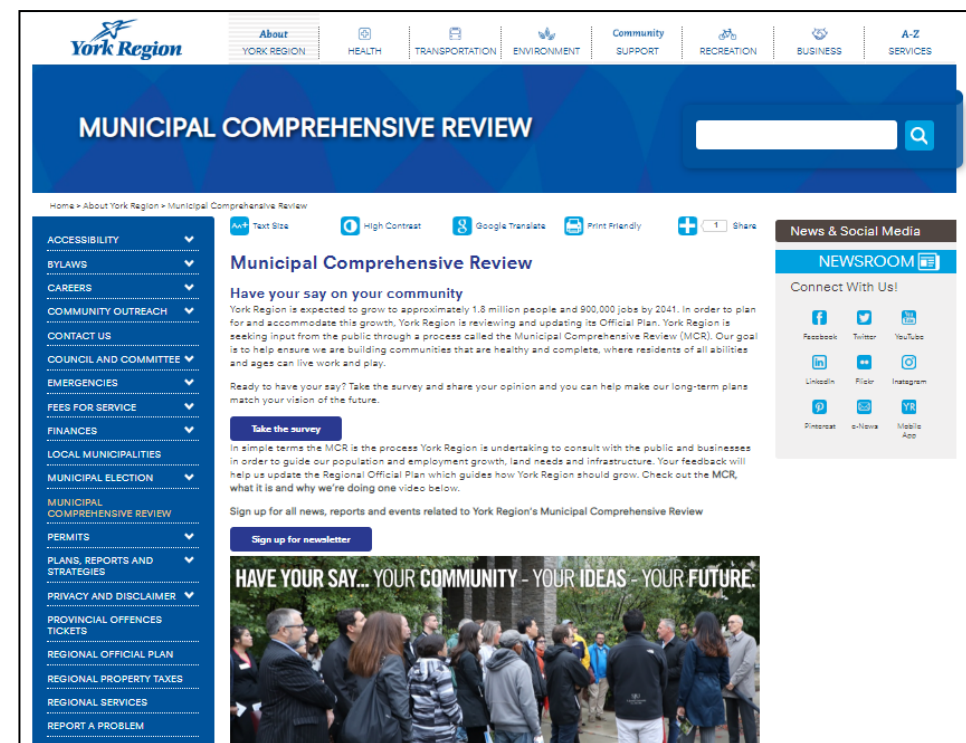 York Region
About
YORK REGION
HEALTH
TRANSPORTATION
ENVIRONMENT
Community
SUPPORT
RECREATION
BUSINESS
A-Z
SERVICES
MUNICIPAL COMPREHENSIVE REVIEW
Home > About York Region > Municipal Comprehensive Review
ACCESSIBILITY
BYLAWS
CAREERS
COMMUNITY OUTREACH
CONTACT US
COUNCIL AND COMMITTEE
EMERGENCIES
FEES FOR SERVICE
FINANCES
LOCAL MUNICIPALITIES
MUNICIPAL ELECTION
MUNICIPAL
COMPREHENSIVE REVIEW
PERMITS
PLANS, REPORTS AND
STRATEGIES
PRIVACY AND DISCLAIMER
PROVINCIAL OFFENCES
TICKETS
REGIONAL OFFICIAL PLAN
REGIONAL PROPERTY TAXES
REGIONAL SERVICES
REPORT A PROBLEM
AA+ Text Size
High Contrast
8 Google Translate
Print Friendly
1 Share
Municipal Comprehensive Review
Have your say on your community
York Region is expected to grow to approximately 1.8 million people and 900,000 jobs by 2041. In order to plan
for and accommodate this growth, York Region is reviewing and updating its Official Plan. York Region is
seeking input from the public through a process called the Municipal Comprehensive Review (MCR). Our goal
is to help ensure we are building communities that are healthy and complete, where residents of all abilities
and ages can live work and play.
Ready to have your say? Take the survey and share your opinion and you can help make our long-term plans
match your vision of the future.
Take the survey
In simple terms the MCR is the process York Region is undertaking to consult with the public and businesses
in order to guide our population and employment growth, land needs and infrastructure. Your feedback will
help us update the Regional Official Plan which guides how York Region should grow. Check out the MCR,
what it is and why we're doing one video below.
Sign up for all news, reports and events related to York Region's Municipal Comprehensive Review
Sign up for newsletter
HAVE YOUR SAY... YOUR COMMUNITY - YOUR IDEAS - YOUR FUTURE.
News & Social Media
NEWSROOM
Connect With Us!
Facebook
Twitter
YouTube
LinkedIn
Flickr
Instagram
YR
Pinterest
e-News
Mobile
App